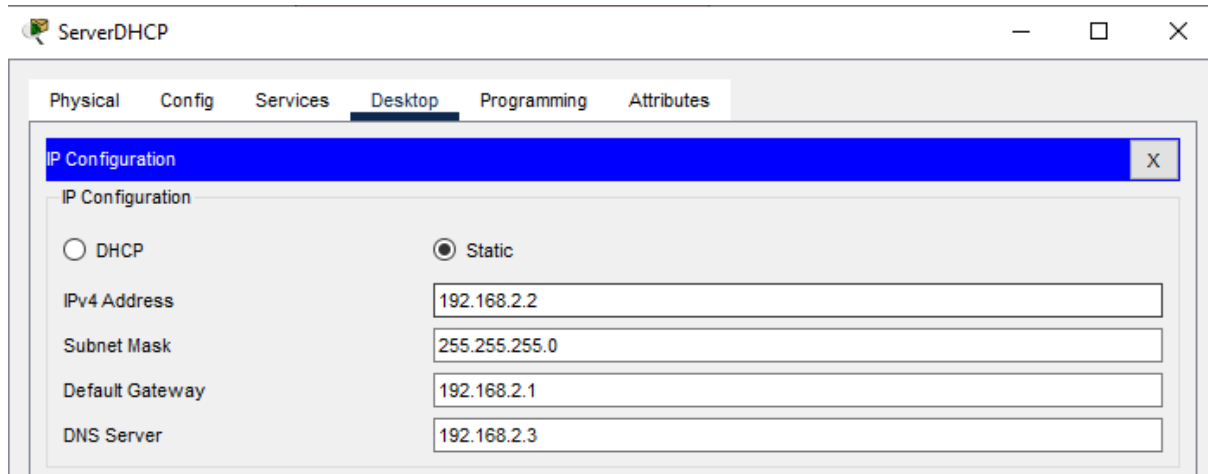 ServerDHCP
Physical Config Services Desktop Programming Attributes
IP Configuration X
IP Configuration
DHCP Static
IPv4 Address 192.168.2.2
Subnet Mask 255.255.255.0
Default Gateway 192.168.2.1
DNS Server 192.168.2.3